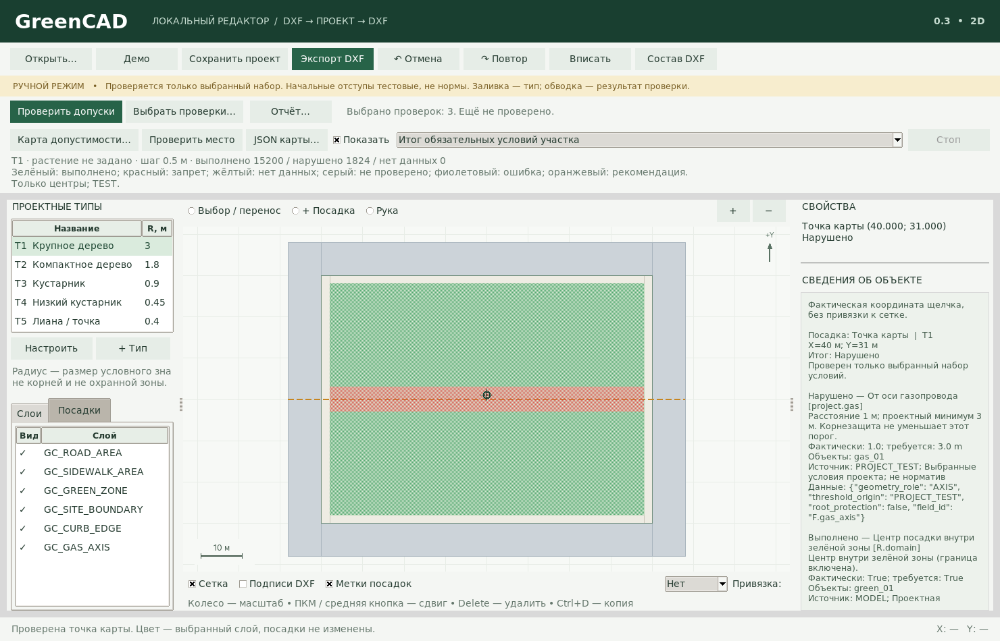 GreenCAD
ЛОКАЛЬНЫЙ РЕДАКТОР / DXF → ПРОЕКТ → DXF
0.3 • 2D
Открыть...
Демо
Сохранить проект
Экспорт DXF
↶ Отмена
↷ Повтор
Вписать
Состав DXF
РУЧНОЙ РЕЖИМ • Проверяется только выбранный набор. Начальные отступы тестовые, не нормы. Заливка — тип; обводка — результат проверки.
Проверить допуски
Выбрать проверки...
Отчёт...
Выбрано проверок: 3. Ещё не проверено.
Карта допустимости...
Проверить место
JSON карты...
Показать
Итог обязательных условий участка
Стоп
T1 · растение не задано · шаг 0.5 м · выполнено 15200 / нарушено 1824 / нет данных 0
Зелёный: выполнено; красный: запрет; жёлтый: нет данных; серый: не проверено; фиолетовый: ошибка; оранжевый: рекомендация.
Только центры; TEST.
ПРОЕКТНЫЕ ТИПЫ
Название R, м
T1 Крупное дерево 3
T2 Компактное дерево 1.8
T3 Кустарник 0.9
T4 Низкий кустарник 0.45
T5 Лиана / точка 0.4
Настроить
+ Тип
Радиус — размер условного зна
не корней и не охранной зоны.
Слои
Посадки
Вид Слой
✓ GC_ROAD_AREA
✓ GC_SIDEWALK_AREA
✓ GC_GREEN_ZONE
✓ GC_SITE_BOUNDARY
✓ GC_CURB_EDGE
✓ GC_GAS_AXIS
Выбор / перенос
+ Посадка
Рука
+
−
+Y
10 м
Сетка
Подписи DXF
Метки посадок
Нет
Привязка:
Колесо — масштаб • ПКМ / средняя кнопка — сдвиг • Delete — удалить • Ctrl+D — копия
СВОЙСТВА
Точка карты (40.000; 31.000)
Нарушено
СВЕДЕНИЯ ОБ ОБЪЕКТЕ
Фактическая координата щелчка,
без привязки к сетке.
Посадка: Точка карты | T1
X=40 м; Y=31 м
Итог: Нарушено
Проверен только выбранный набор
условий.
Нарушено — От оси газопровода
[project.gas]
Расстояние 1 м; проектный минимум 3
м. Корнезащита не уменьшает этот
порог.
Фактически: 1.0; требуется: 3.0 m
Объекты: gas_01
Источник: PROJECT_TEST; Выбранные
условия проекта; не норматив
Данные: {"geometry_role": "AXIS",
"threshold_origin": "PROJECT_TEST",
"root_protection": false, "field_id":
"F.gas_axis"}
Выполнено — Центр посадки внутри
зелёной зоны [R.domain]
Центр внутри зелёной зоны (граница
включена).
Фактически: True; требуется: True
Объекты: green_01
Источник: MODEL; Проектная
Проверена точка карты. Цвет — выбранный слой, посадки не изменены.
X: — Y: —